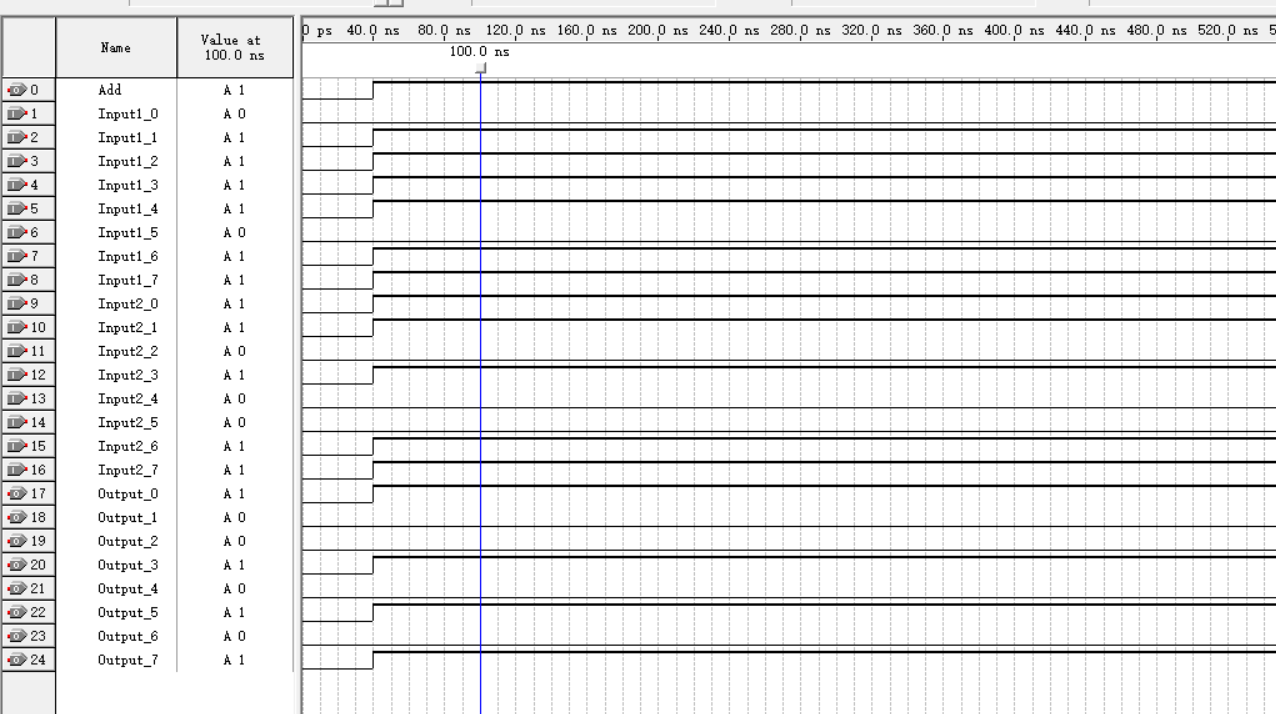 0 ps 40.0 ns 80.0 ns 120.0 ns 160.0 ns 200.0 ns 240.0 ns 280.0 ns 320.0 ns 360.0 ns 400.0 ns 440.0 ns 480.0 ns 520.0 ns 5
Name Value at 100.0 ns
100.0 ns
0 Add A 1
1 Input1_0 A 0
2 Input1_1 A 1
3 Input1_2 A 1
4 Input1_3 A 1
5 Input1_4 A 1
6 Input1_5 A 0
7 Input1_6 A 1
8 Input1_7 A 1
9 Input2_0 A 1
10 Input2_1 A 1
11 Input2_2 A 0
12 Input2_3 A 1
13 Input2_4 A 0
14 Input2_5 A 0
15 Input2_6 A 1
16 Input2_7 A 1
17 Output_0 A 1
18 Output_1 A 0
19 Output_2 A 0
20 Output_3 A 1
21 Output_4 A 0
22 Output_5 A 1
23 Output_6 A 0
24 Output_7 A 1